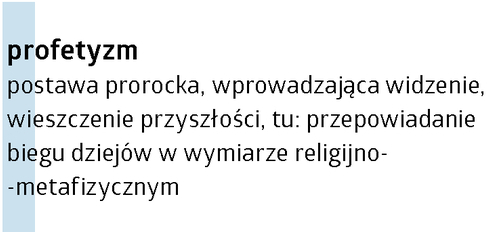 profetyzm
postawa prorocka, wprowadzająca widzenie,
wieszczenie przyszłości, tu: przepowiadanie
biegu dziejów w wymiarze religijno-
-metafizycznym